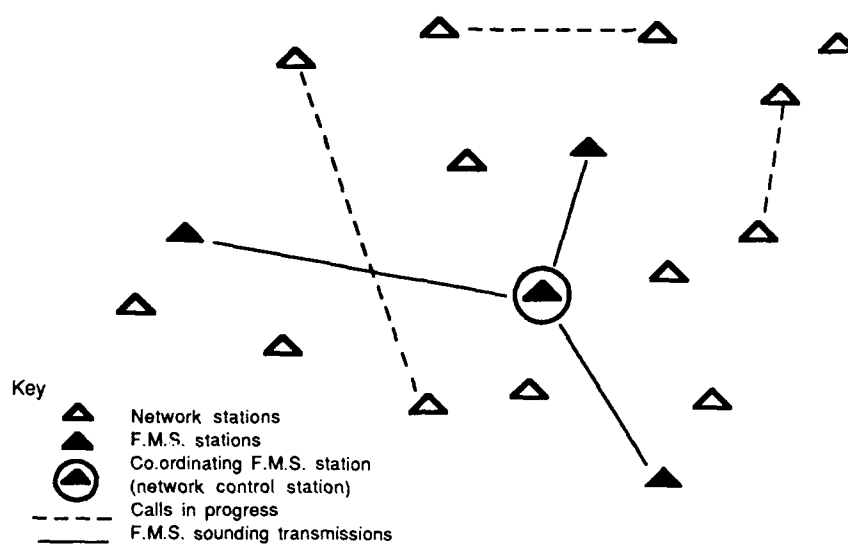 Key
Network stations
F.M.S. stations
Co.ordinating F.M.S. station
(network control station)
Calls in progress
F.M.S. sounding transmissions